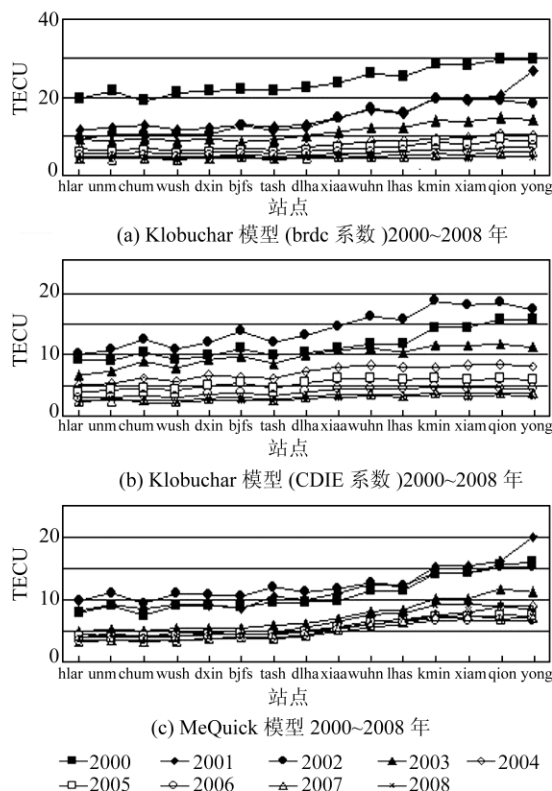 40
TECU
20
0
hlar unm chum wush dxin bjfs tash dlha xiaa wuhn lhas kmin xiam qion yong
站点
(a) Klobuchar 模型 (brdc 系数 )2000~2008 年
20
TECU
10
0
hlar unm chum wush dxin bjfs tash dlha xiaa wuhn lhas kmin xiam qion yong
站点
(b) Klobuchar 模型 (CDIE 系数 )2000~2008 年
20
TECU
10
0
hlar unm chum wush dxin bjfs tash dlha xiaa wuhn lhas kmin xiam qion yong
站点
(c) MeQuick 模型 2000~2008 年
2000 2001 2002 2003 2004
2005 2006 2007 2008